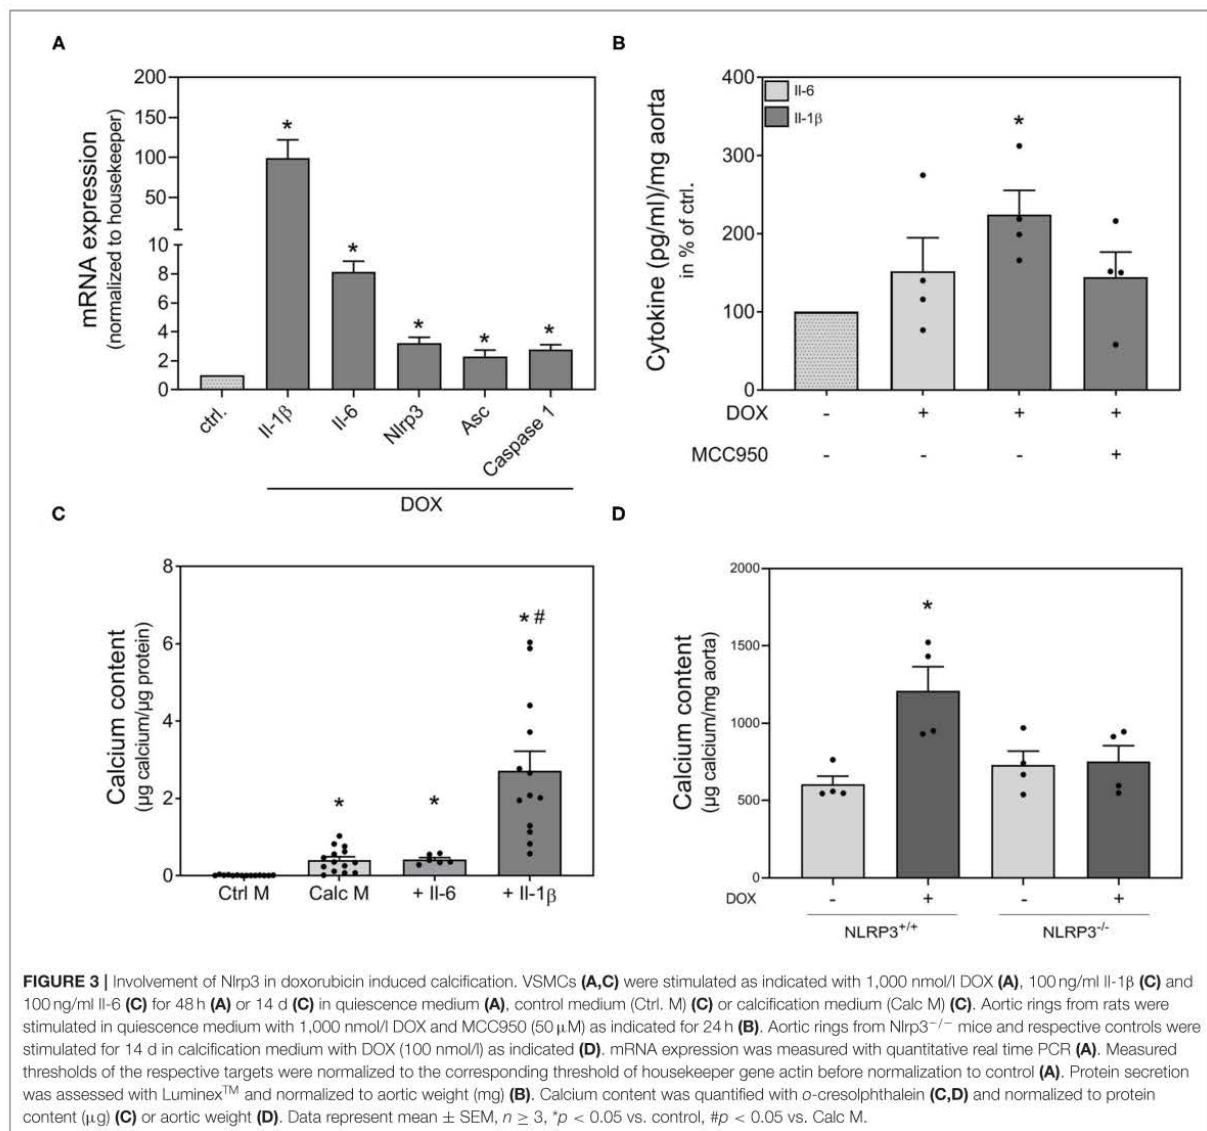 A
mRNA expression
(normalized to housekeeper)
200
150
100
50
10
8
6
4
2
0
*
*
*
*
*
ctrl.
Il-1β
Il-6
Nlrp3
Asc
Caspase 1
DOX
B
Cytokine (pg/ml)/mg aorta
in % of ctrl.
400
300
200
100
0
Il-6
Il-1β
*
DOX - + + +
MCC950 - - - +
C
Calcium content
(µg calcium/µg protein)
8
6
4
2
0
*
*
* #
Ctrl M
Calc M
+ Il-6
+ Il-1β
D
Calcium content
(µg calcium/mg aorta)
2000
1500
1000
500
0
*
DOX - + - +
NLRP3+/+
NLRP3-/-
FIGURE 3 | Involvement of Nlrp3 in doxorubicin induced calcification. VSMCs (A,C) were stimulated as indicated with 1,000 nmol/l DOX (A), 100 ng/ml Il-1β (C) and
100 ng/ml Il-6 (C) for 48 h (A) or 14 d (C) in quiescence medium (A), control medium (Ctrl. M) (C) or calcification medium (Calc M) (C). Aortic rings from rats were
stimulated in quiescence medium with 1,000 nmol/l DOX and MCC950 (50 µM) as indicated for 24 h (B). Aortic rings from Nlrp3−/− mice and respective controls were
stimulated for 14 d in calcification medium with DOX (100 nmol/l) as indicated (D). mRNA expression was measured with quantitative real time PCR (A). Measured
thresholds of the respective targets were normalized to the corresponding threshold of housekeeper gene actin before normalization to control (A). Protein secretion
was assessed with Luminex™ and normalized to aortic weight (mg) (B). Calcium content was quantified with o-cresolphthalein (C,D) and normalized to protein
content (µg) (C) or aortic weight (D). Data represent mean ± SEM, n ≥ 3, *p < 0.05 vs. control, #p < 0.05 vs. Calc M.